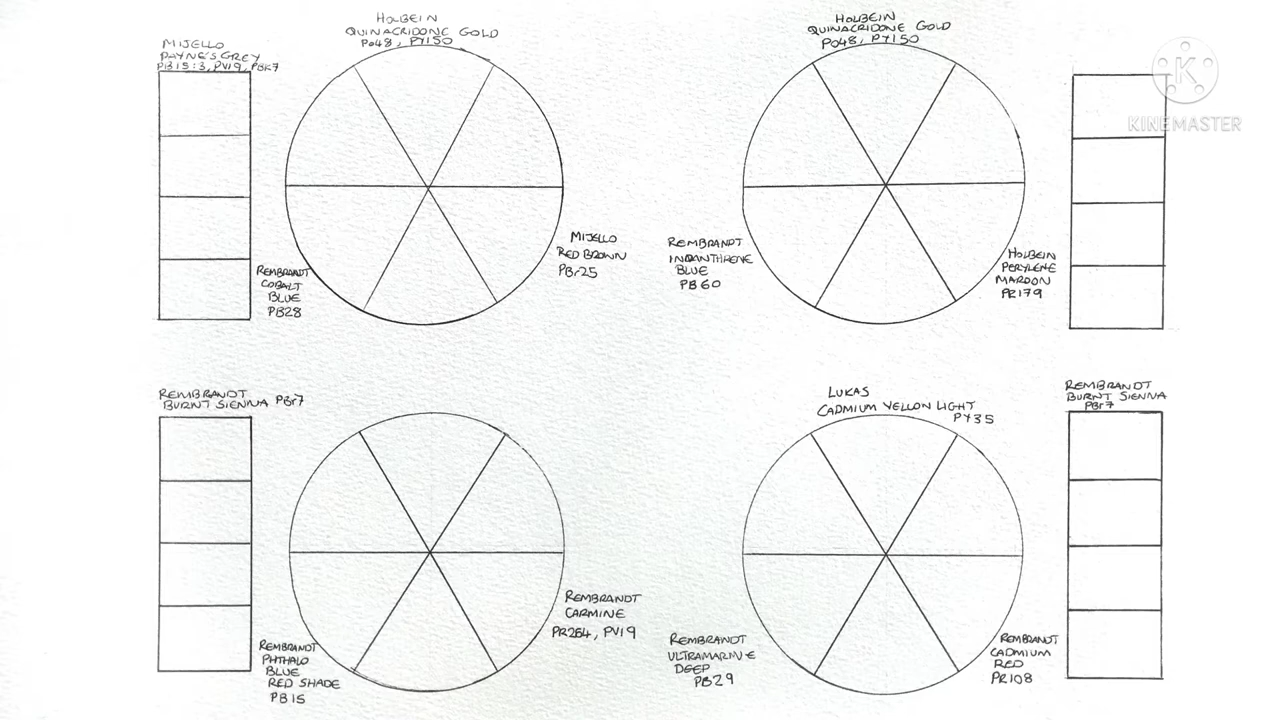 HOLBEIN
QUINACRIDONE GOLD
PO48, PY150
MIJELLO
PAYNE'S GREY
PB15:3, PV19, PBK7
REMBRANDT
COBALT
BLUE
PB28
MIJELLO
RED BROWN
PBr25
HOLBEIN
QUINACRIDONE GOLD
PO48, PY150
K
KINEMASTER
REMBRANDT
INDANTHRENE
BLUE
PB60
HOLBEIN
PERYLENE
MAROON
PR179
REMBRANDT
BURNT SIENNA PBr7
REMBRANDT
PHTHALO
BLUE
RED SHADE
PB15
REMBRANDT
CARMINE
PR264, PV19
LUKAS
CADMIUM YELLOW LIGHT
PY35
REMBRANDT
BURNT SIENNA
PBr7
REMBRANDT
ULTRAMARINE
DEEP
PB29
REMBRANDT
CADMIUM
RED
PR108